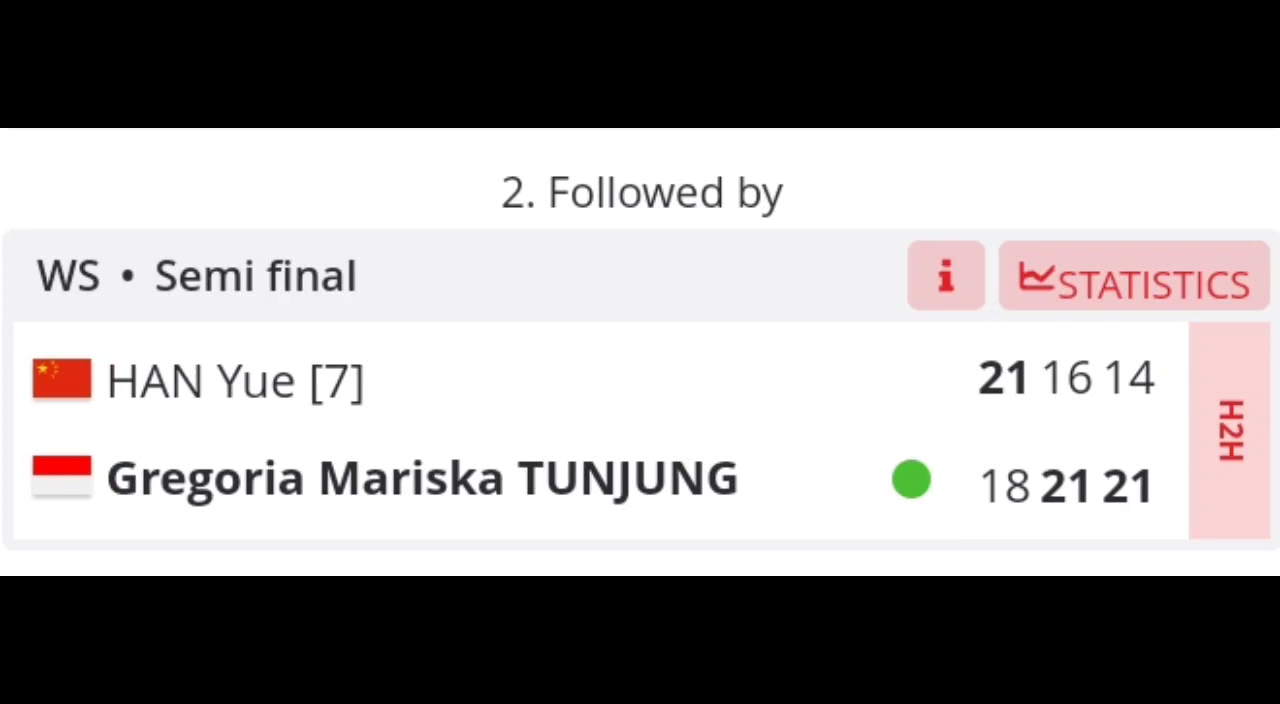 2. Followed by
WS • Semi final
i STATISTICS
HAN Yue [7] 21 16 14
Gregoria Mariska TUNJUNG 18 21 21
H2H